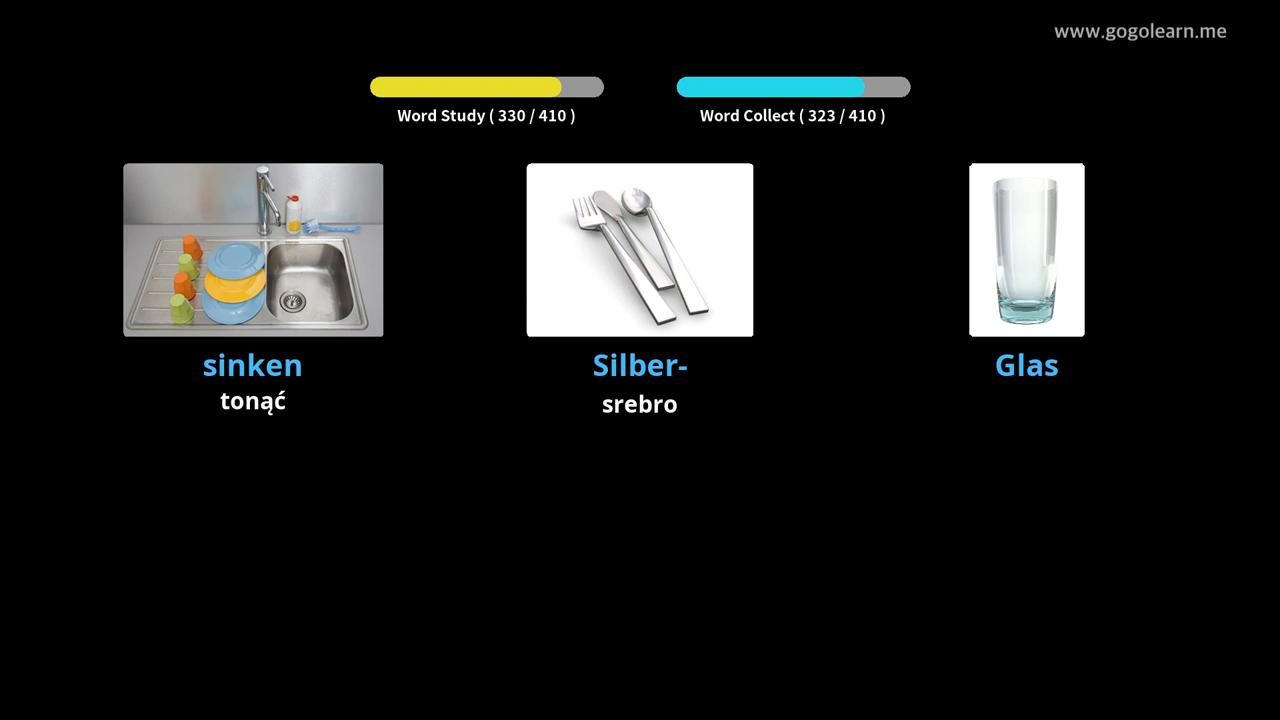 www.gogolearn.me
Word Study ( 330 / 410 )
Word Collect ( 323 / 410 )
sinken
tonąć
Silber-
srebro
Glas